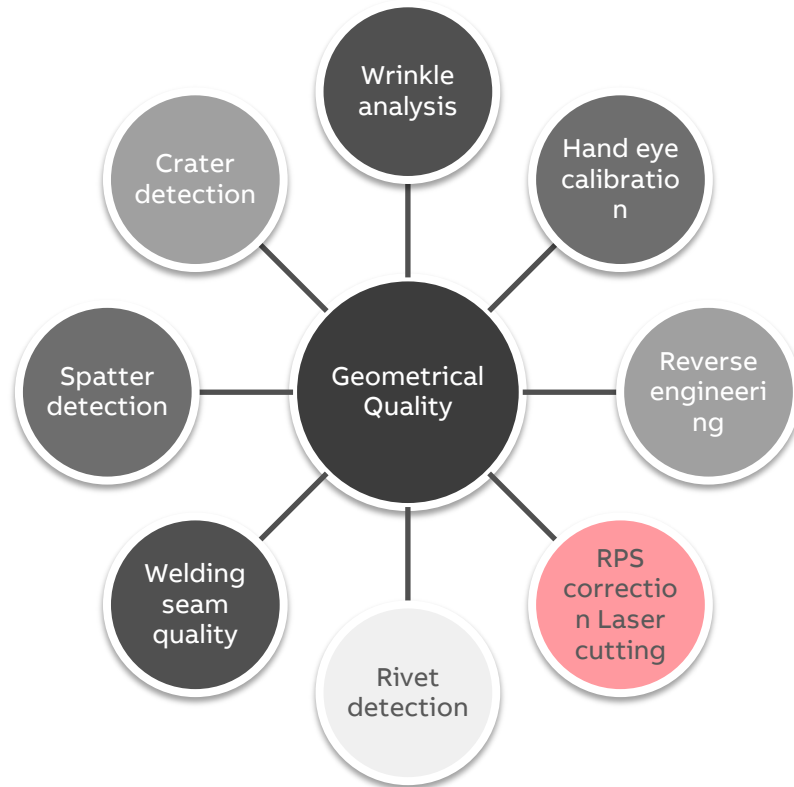 Wrinkle
analysis
Hand eye
calibratio
n
Reverse
engineeri
ng
RPS
correctio
n Laser
cutting
Rivet
detection
Welding
seam
quality
Spatter
detection
Crater
detection
Geometrical
Quality